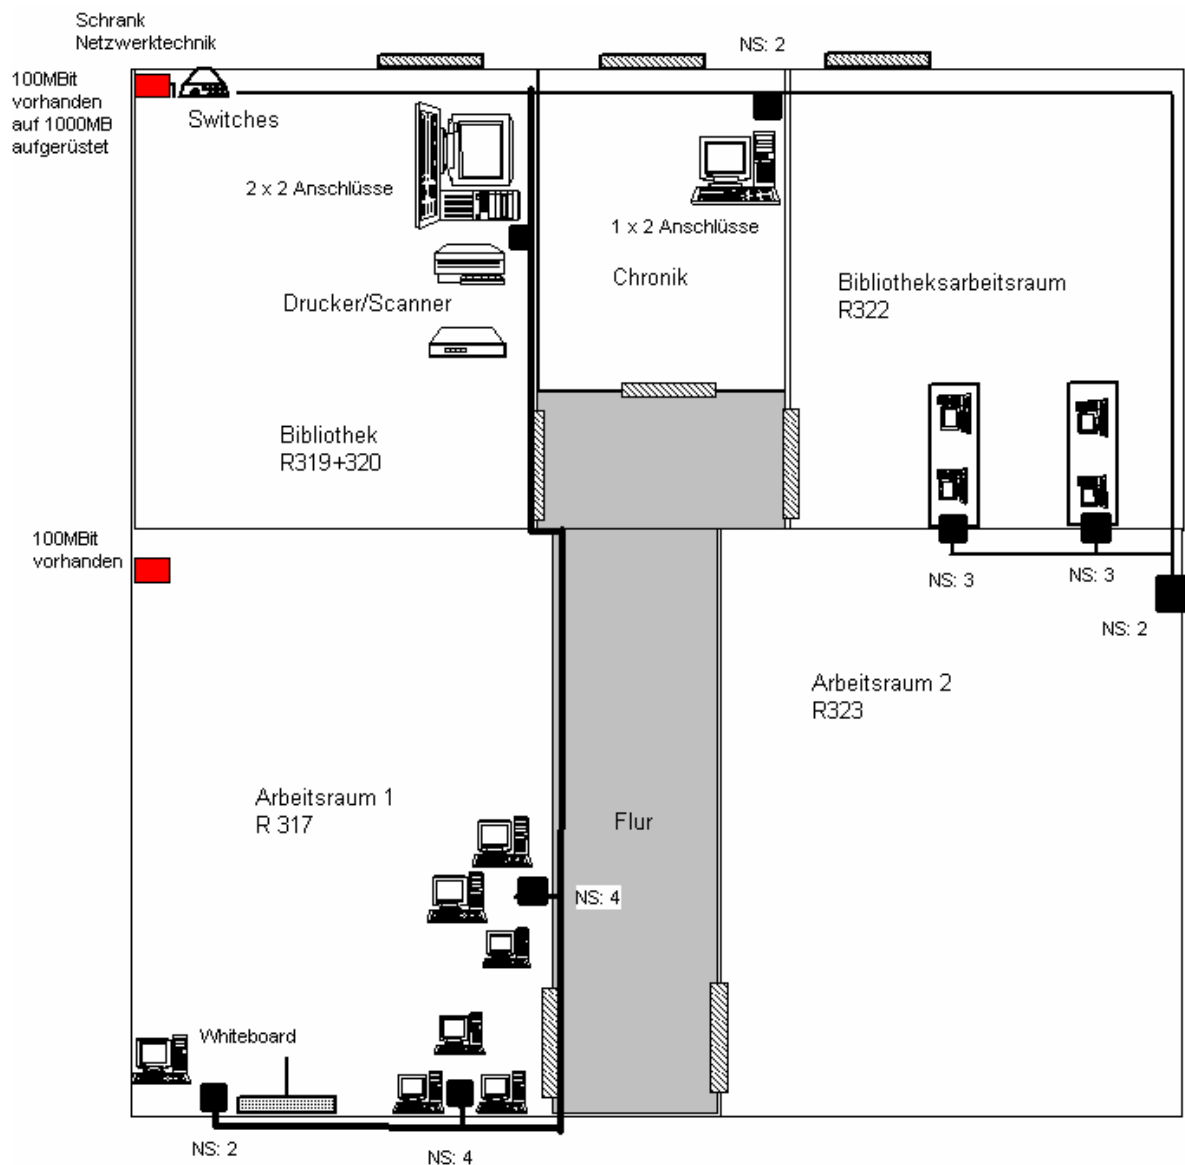 Schrank
Netzwerktechnik
NS: 2
100MBit
vorhanden
auf 1000MB
aufgerüstet
Switches
2 x 2 Anschlüsse
1 x 2 Anschlüsse
Chronik
Bibliotheksarbeitsraum
R322
Drucker/Scanner
Bibliothek
R319+320
100MBit
vorhanden
NS: 3
NS: 3
NS: 2
Arbeitsraum 2
R323
Arbeitsraum 1
R 317
Flur
NS: 4
Whiteboard
NS: 2
NS: 4